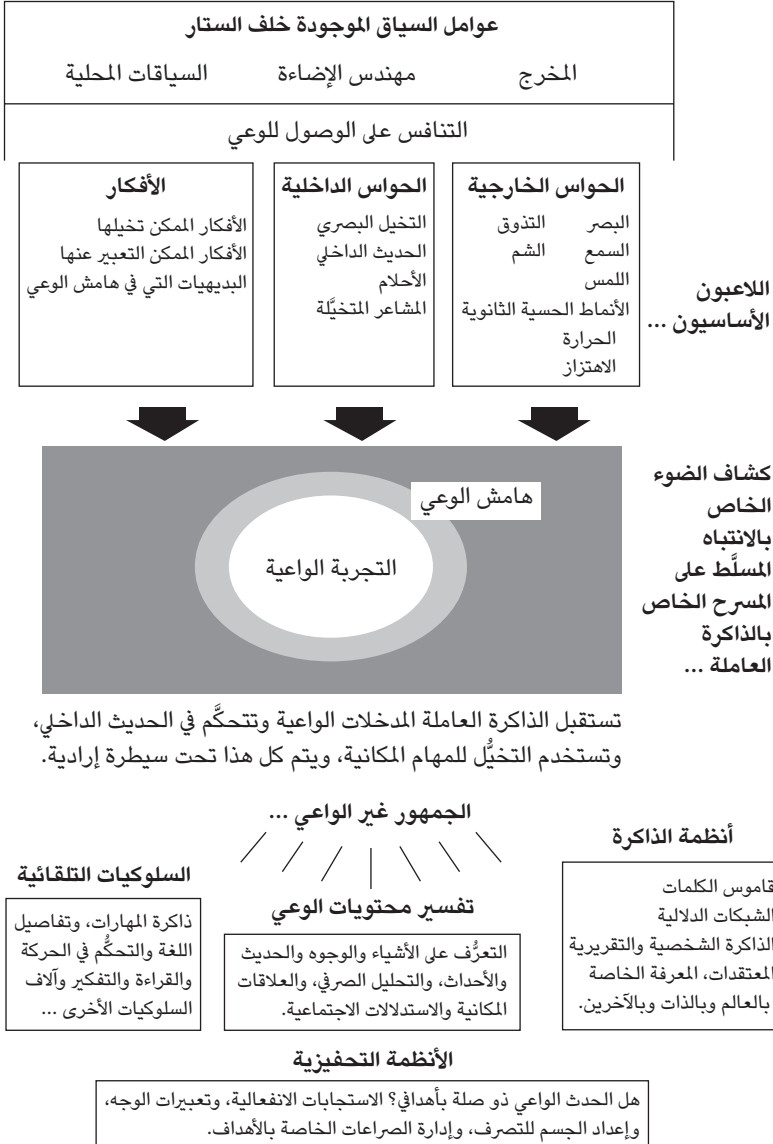 عوامل السياق الموجودة خلف الستار
المخرج مهندس الإضاءة السياقات المحلية
التنافس على الوصول للوعي
الحواس الخارجية
البصر التذوق
السمع الشم
اللمس
الأنماط الحسية الثانوية
الحرارة
الاهتزاز
الحواس الداخلية
التخيل البصري
الحديث الداخلي
الأحلام
المشاعر المتخيَّلة
الأفكار
الأفكار الممكن تخيلها
الأفكار الممكن التعبير عنها
البديهيات التي في هامش الوعي
اللاعبون
الأساسيون ...
هامش الوعي
التجربة الواعية
كشاف الضوء
الخاص
بالانتباه
المسلَّط على
المسرح الخاص
بالذاكرة
العاملة ...
تستقبل الذاكرة العاملة المدخلات الواعية وتتحكَّم في الحديث الداخلي،
وتستخدم التخيُّل للمهام المكانية، ويتم كل هذا تحت سيطرة إرادية.
الجمهور غير الواعي ...
أنظمة الذاكرة
قاموس الكلمات
الشبكات الدلالية
الذاكرة الشخصية والتقريرية
المعتقدات، المعرفة الخاصة
بالعالم وبالذات وبالآخرين.
تفسير محتويات الوعي
التعرُّف على الأشياء والوجوه والحديث
والأحداث، والتحليل الصرفي، والعلاقات
المكانية والاستدلالات الاجتماعية.
السلوكيات التلقائية
ذاكرة المهارات، وتفاصيل
اللغة والتحكُّم في الحركة
والقراءة والتفكير وآلاف
السلوكيات الأخرى ...
الأنظمة التحفيزية
هل الحدث الواعي ذو صلة بأهدافي؟ الاستجابات الانفعالية، وتعبيرات الوجه،
وإعداد الجسم للتصرف، وإدارة الصراعات الخاصة بالأهداف.